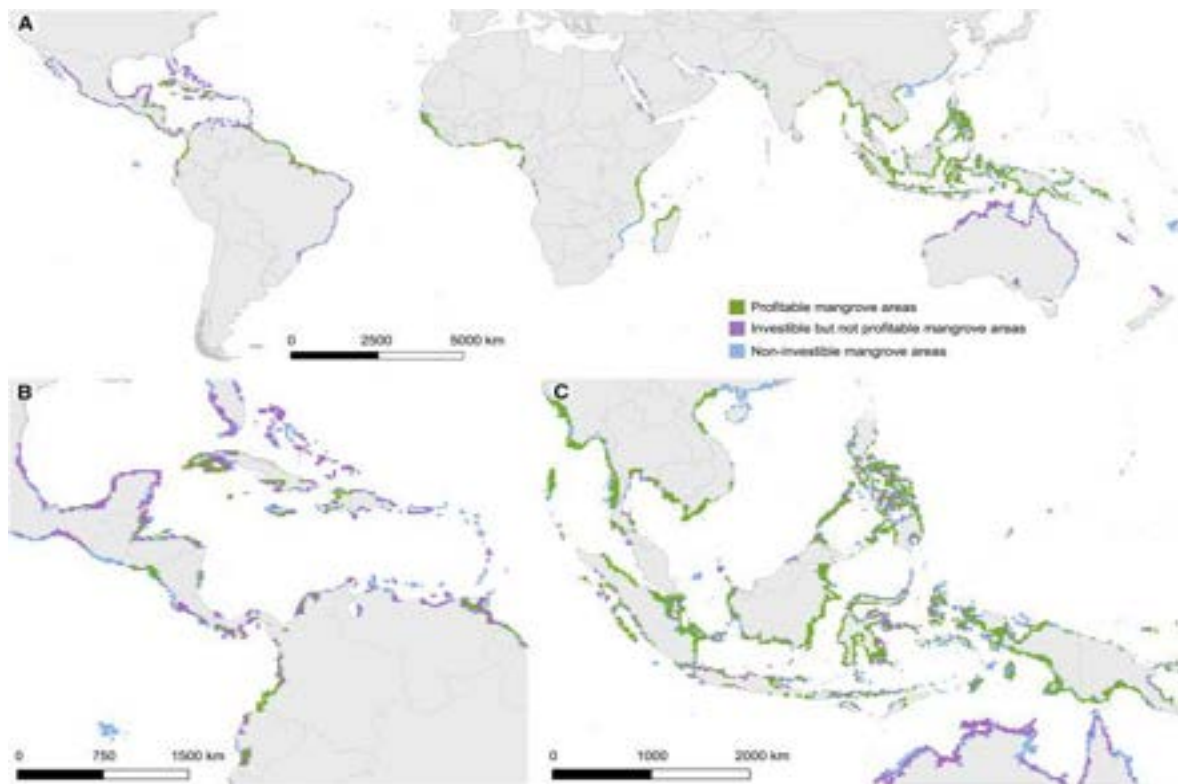 A
Profitable mangrove areas
Investible but not profitable mangrove areas
Non-investible mangrove areas
0 2500 5000 km
B
C
0 750 1500 km
0 1000 2000 km